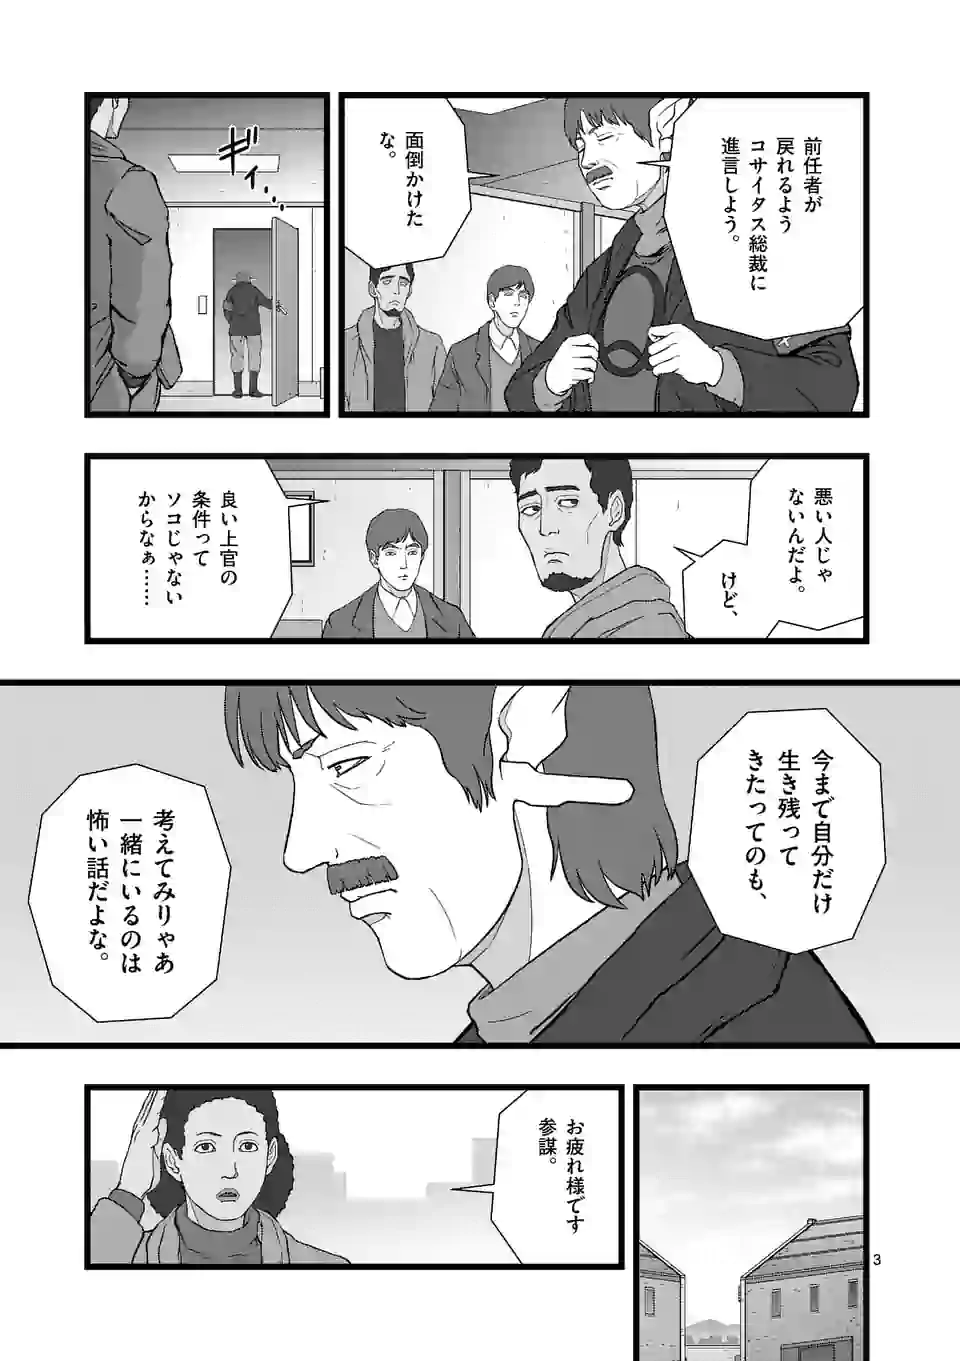 前任者が
戻れるよう
コサイタス総裁に
進言しよう。
面倒かけた
な。
ギィ・・・
悪い人じゃ
ないんだよ。
けど、
良い上官の
条件って
ソコじゃない
からなぁ……
今まで自分だけ
生き残って
きたってのも、
考えてみりゃあ
一緒にいるのは
怖い話だよな。
お疲れ様です
参謀。
3